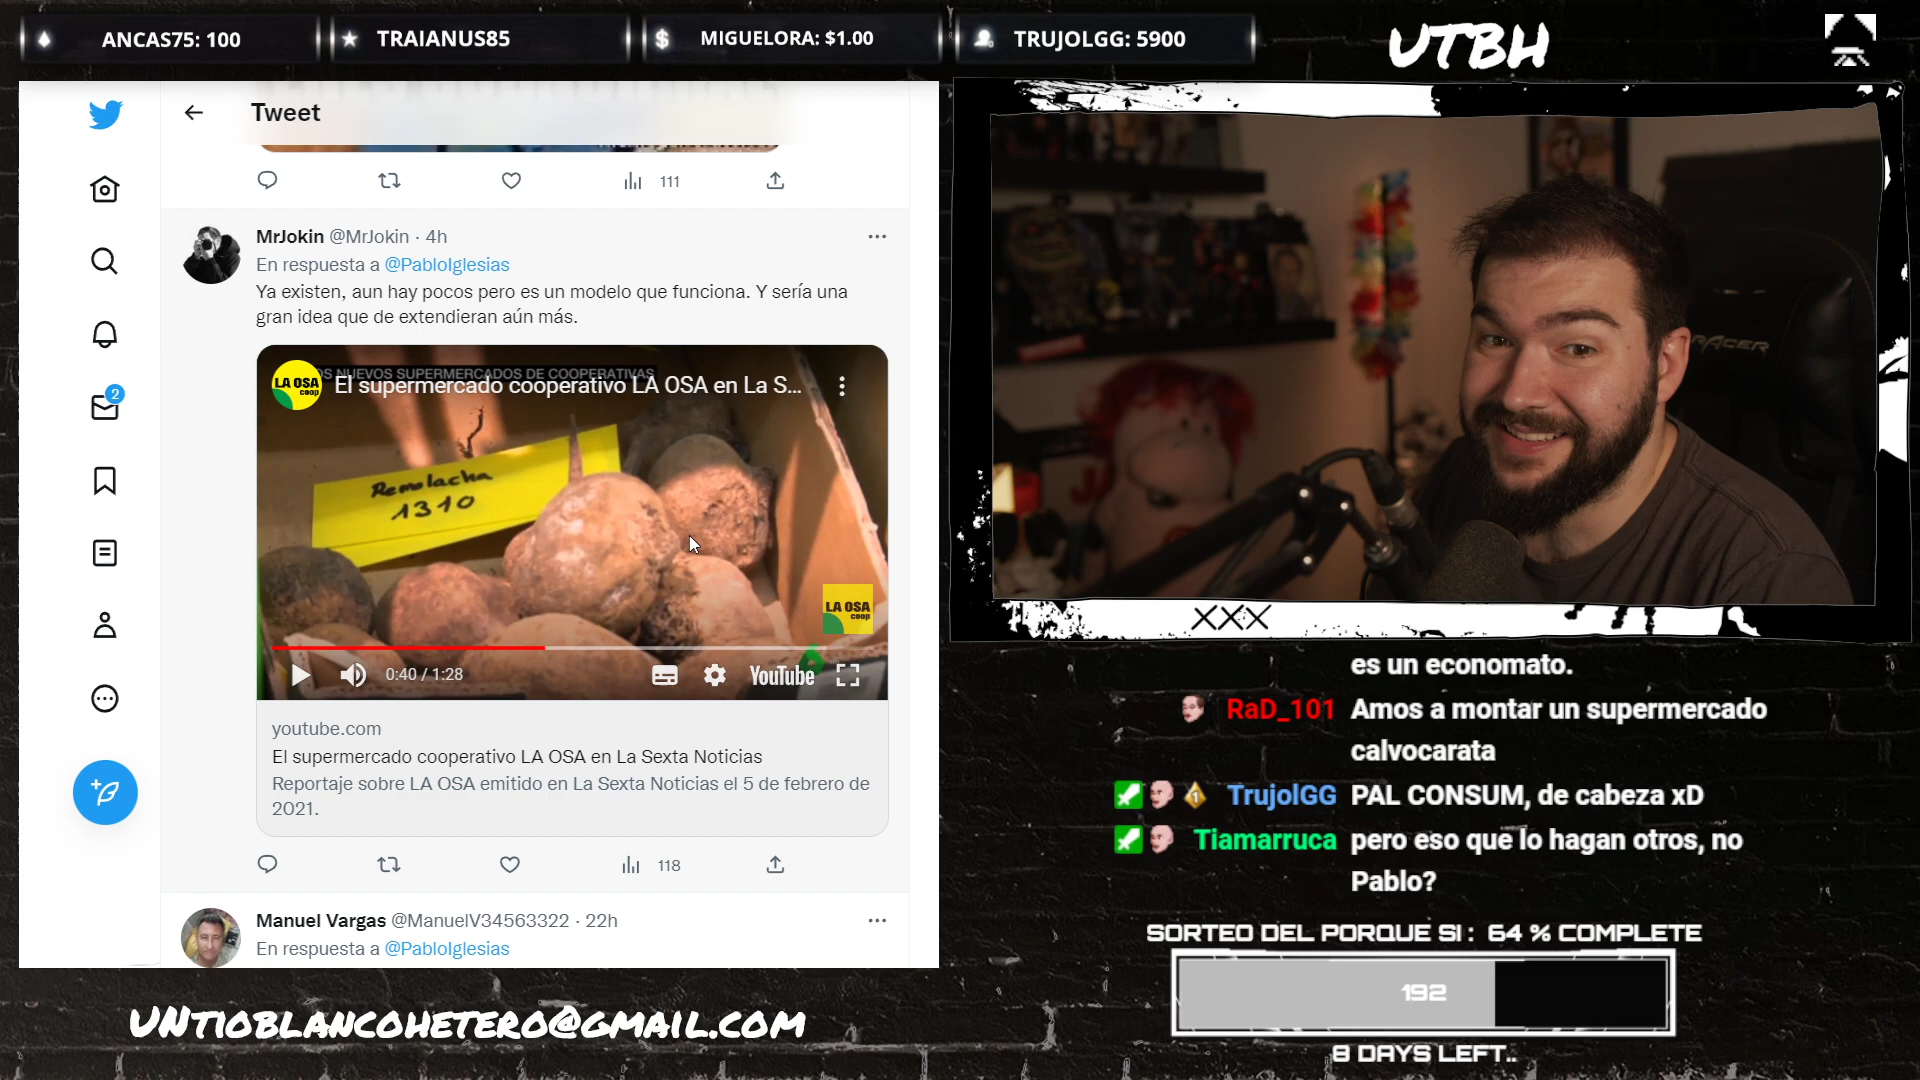 ANCAS75: 100
TRAIANUS85
MIGUELORA: $1.00
TRUJOLGG: 5900
UTBH
Tweet
111
MrJokin @MrJokin · 4h
En respuesta a @PabloIglesias
Ya existen, aun hay pocos pero es un modelo que funciona. Y sería una
gran idea que de extendieran aún más.
OS NUEVOS SUPERMERCADOS DE COOPERATIVAS
LA OSA
coop
El supermercado cooperativo LA OSA en La S...
Remolacha
1310
LA OSA
coop
0:40 / 1:28
YouTube
youtube.com
El supermercado cooperativo LA OSA en La Sexta Noticias
Reportaje sobre LA OSA emitido en La Sexta Noticias el 5 de febrero de
2021.
118
Manuel Vargas @ManuelV34563322 · 22h
En respuesta a @PabloIglesias
2
UNTIOBLANCOHETERO@GMAIL.COM
XXX
es un economato.
RaD_101 Amos a montar un supermercado
calvocarata
1 TrujolGG PAL CONSUM, de cabeza xD
Tiamarruca pero eso que lo hagan otros, no
Pablo?
SORTEO DEL PORQUE SI : 64 % COMPLETE
192
8 DAYS LEFT..